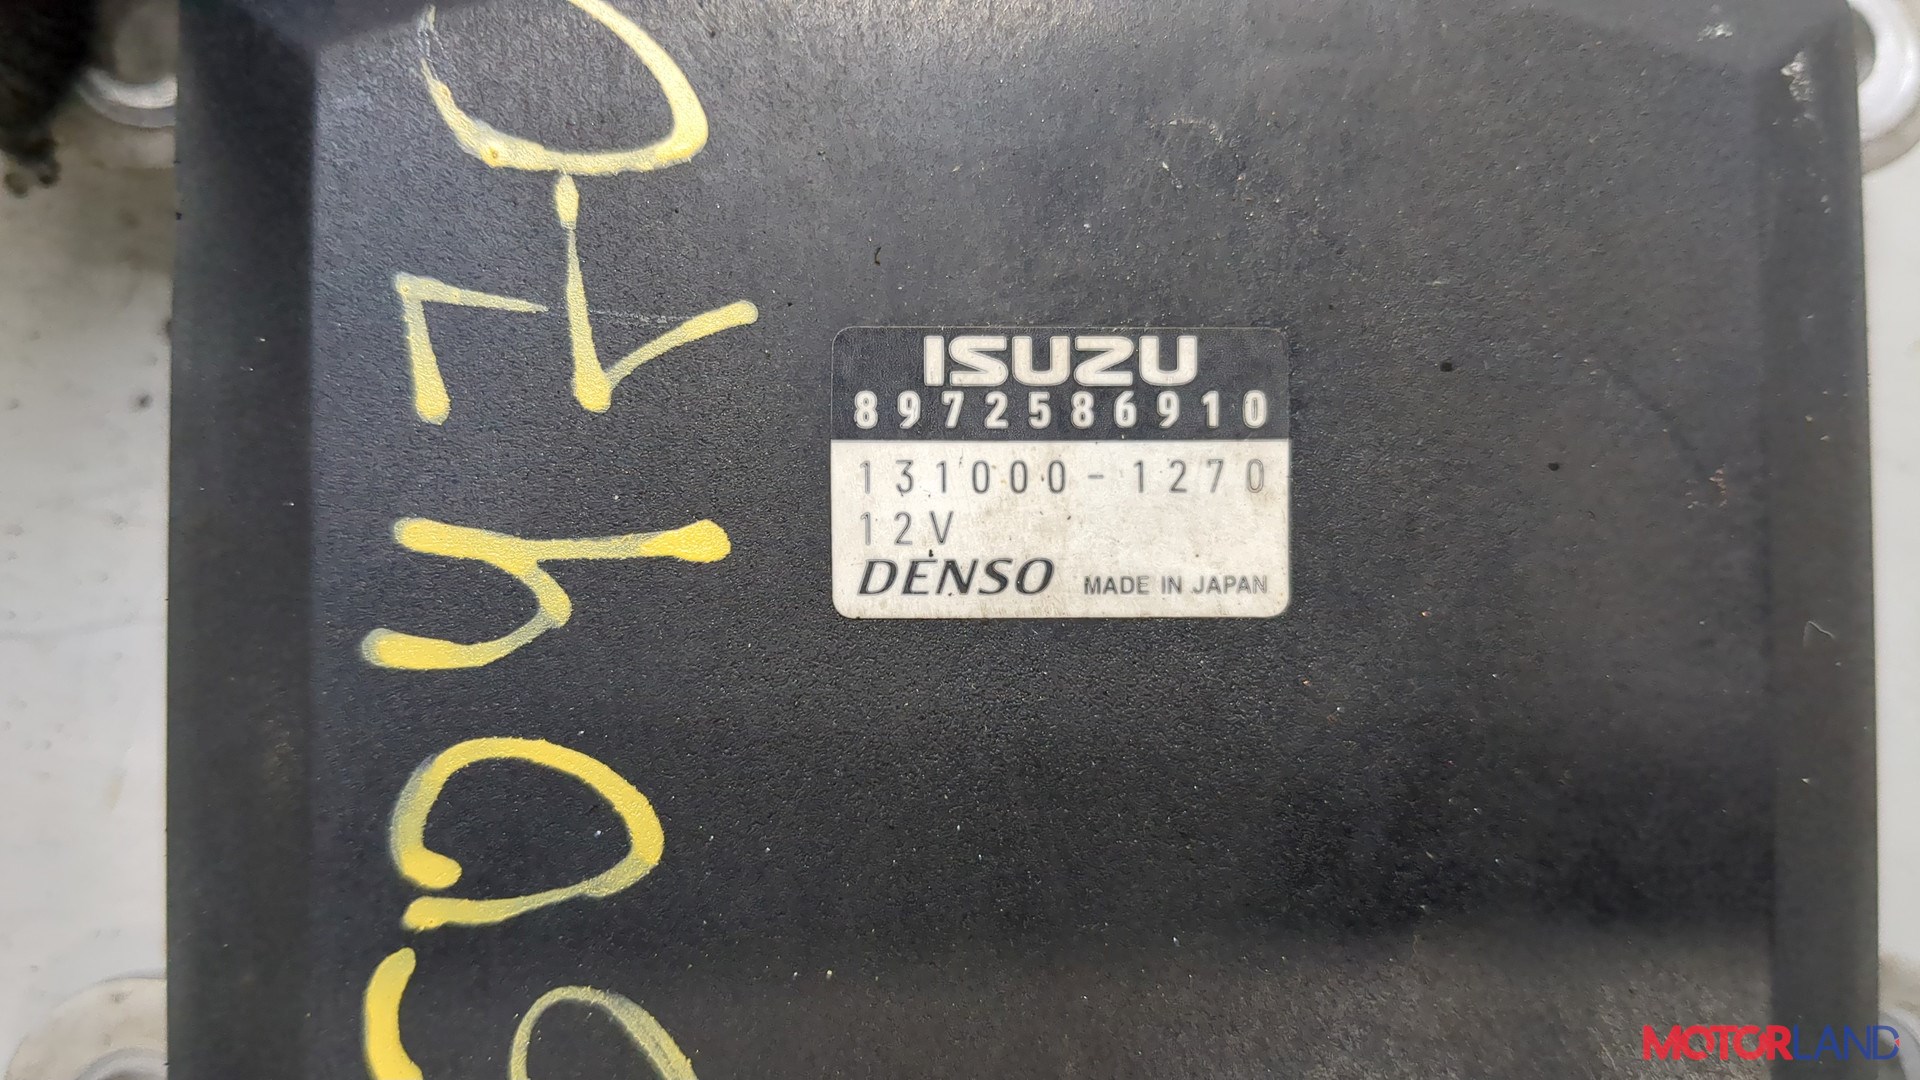 ISUZU
8972586910
131000-1270
12V
DENSO MADE IN JAPAN
MOTORLAND